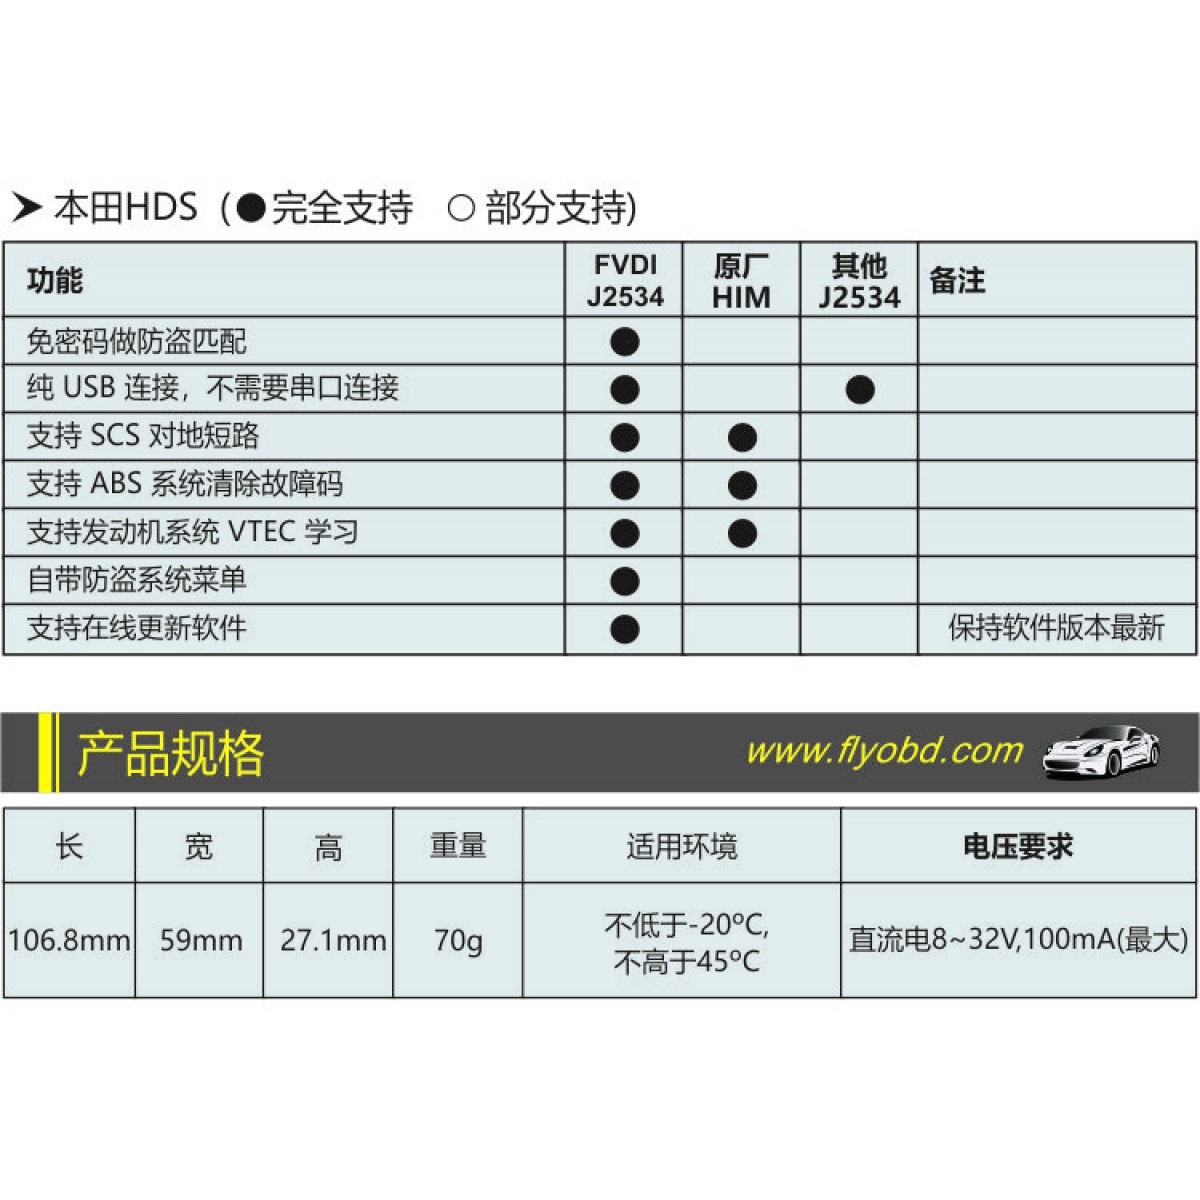 ➤ 本田HDS (●完全支持 ○ 部分支持)
功能 FVDI J2534 原厂 HIM 其他 J2534 备注
免密码做防盗匹配 ●
纯 USB 连接，不需要串口连接 ● ●
支持 SCS 对地短路 ● ●
支持 ABS 系统清除故障码 ● ●
支持发动机系统 VTEC 学习 ● ●
自带防盗系统菜单 ●
支持在线更新软件 ● 保持软件版本最新
产品规格 www.flyobd.com
长 宽 高 重量 适用环境 电压要求
106.8mm 59mm 27.1mm 70g 不低于-20ºC, 不高于45ºC 直流电8~32V,100mA(最大)